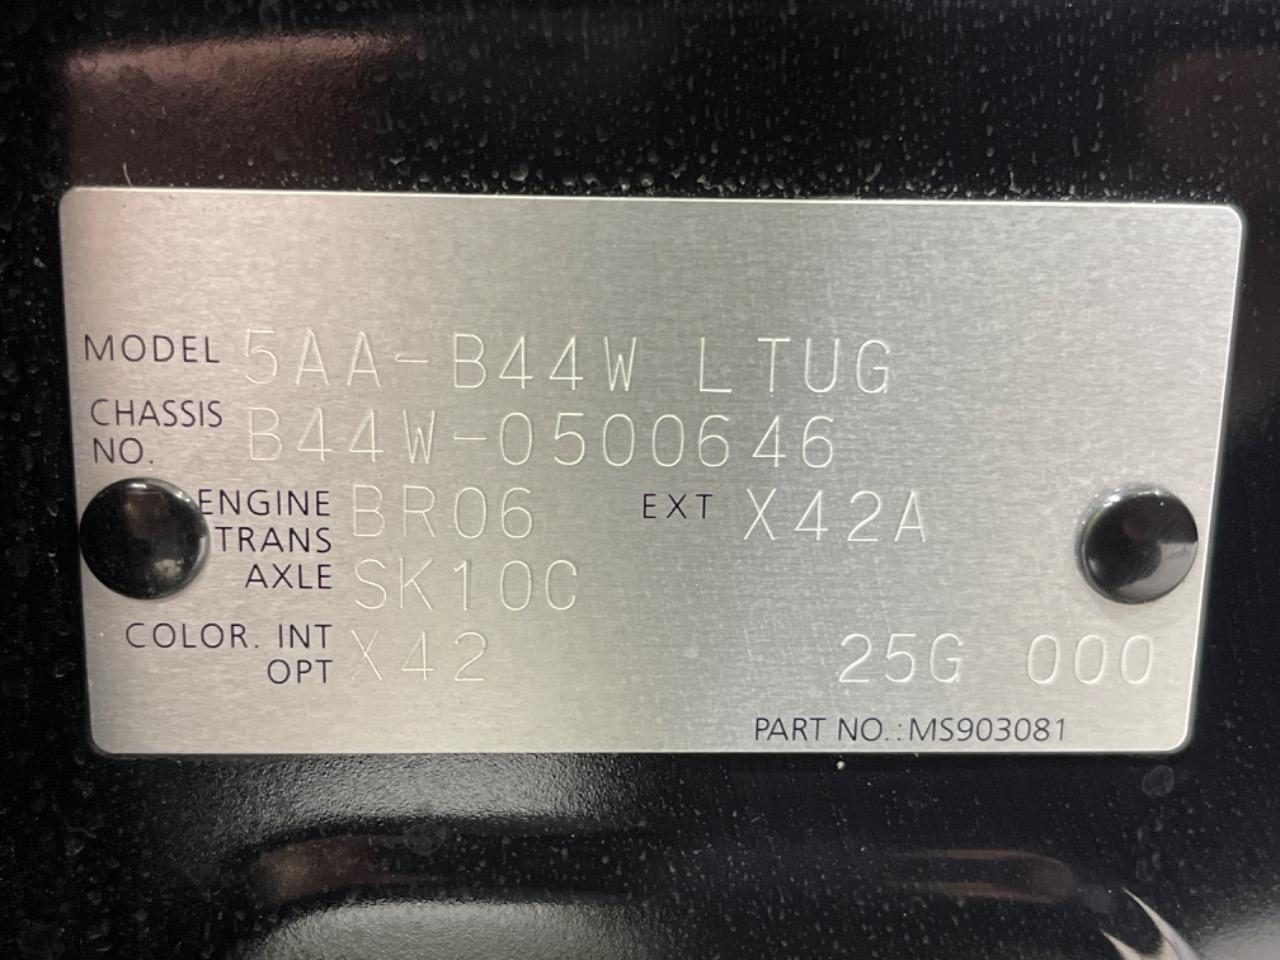 MODEL 5AA-B44W LTUG
CHASSIS NO. B44W-0500646
ENGINE BR06 EXT X42A
TRANS AXLE SK10C
COLOR. INT OPT X42 25G 000
PART NO.: MS903081